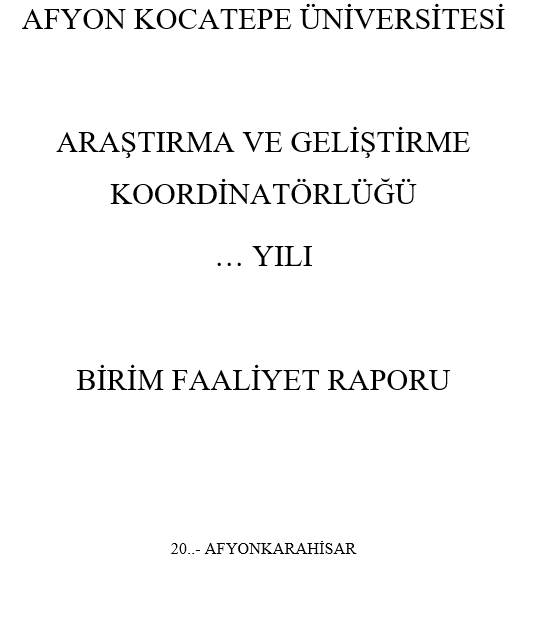 AFYON KOCATEPE ÜNİVERSİTESİ
ARAŞTIRMA VE GELİŞTİRME
KOORDİNATÖRLÜĞÜ
… YILI
BİRİM FAALİYET RAPORU
20..- AFYONKARAHİSAR